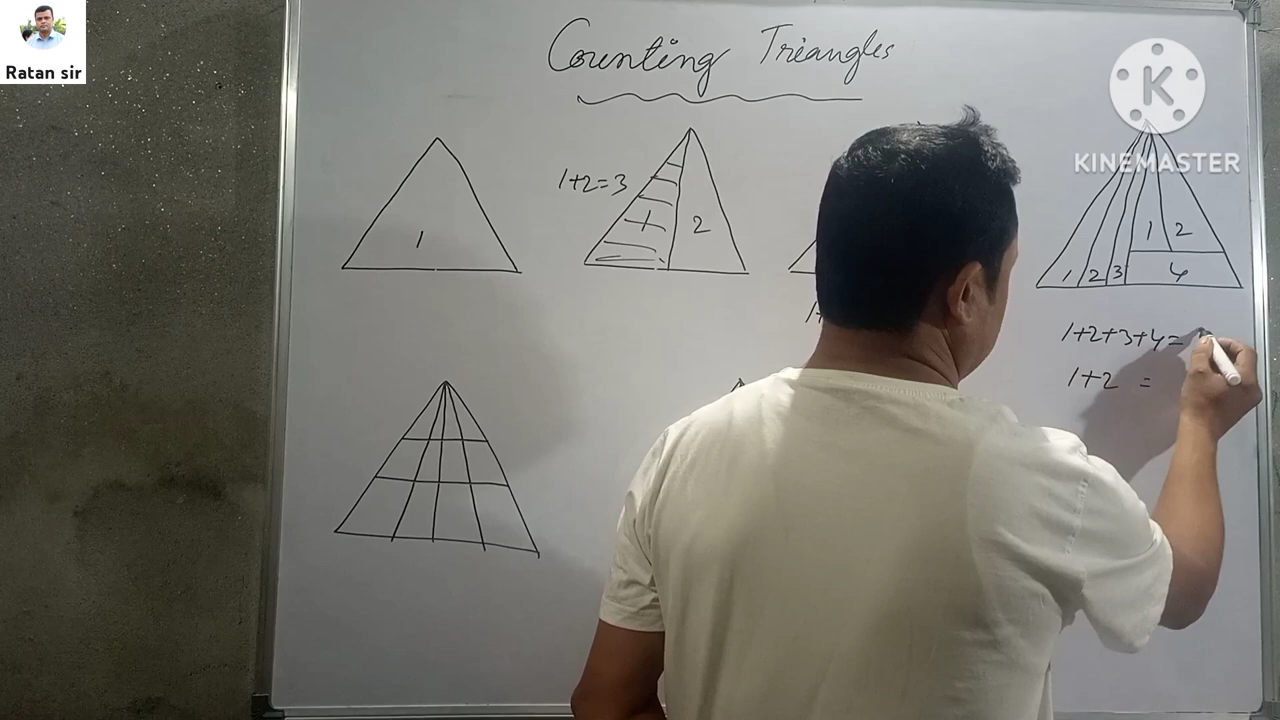 Ratan sir
Counting Triangles
K
KINEMASTER
1
1+2=3
1
2
1 2
1 2 3 4
1+2+3+4=
1+2 =